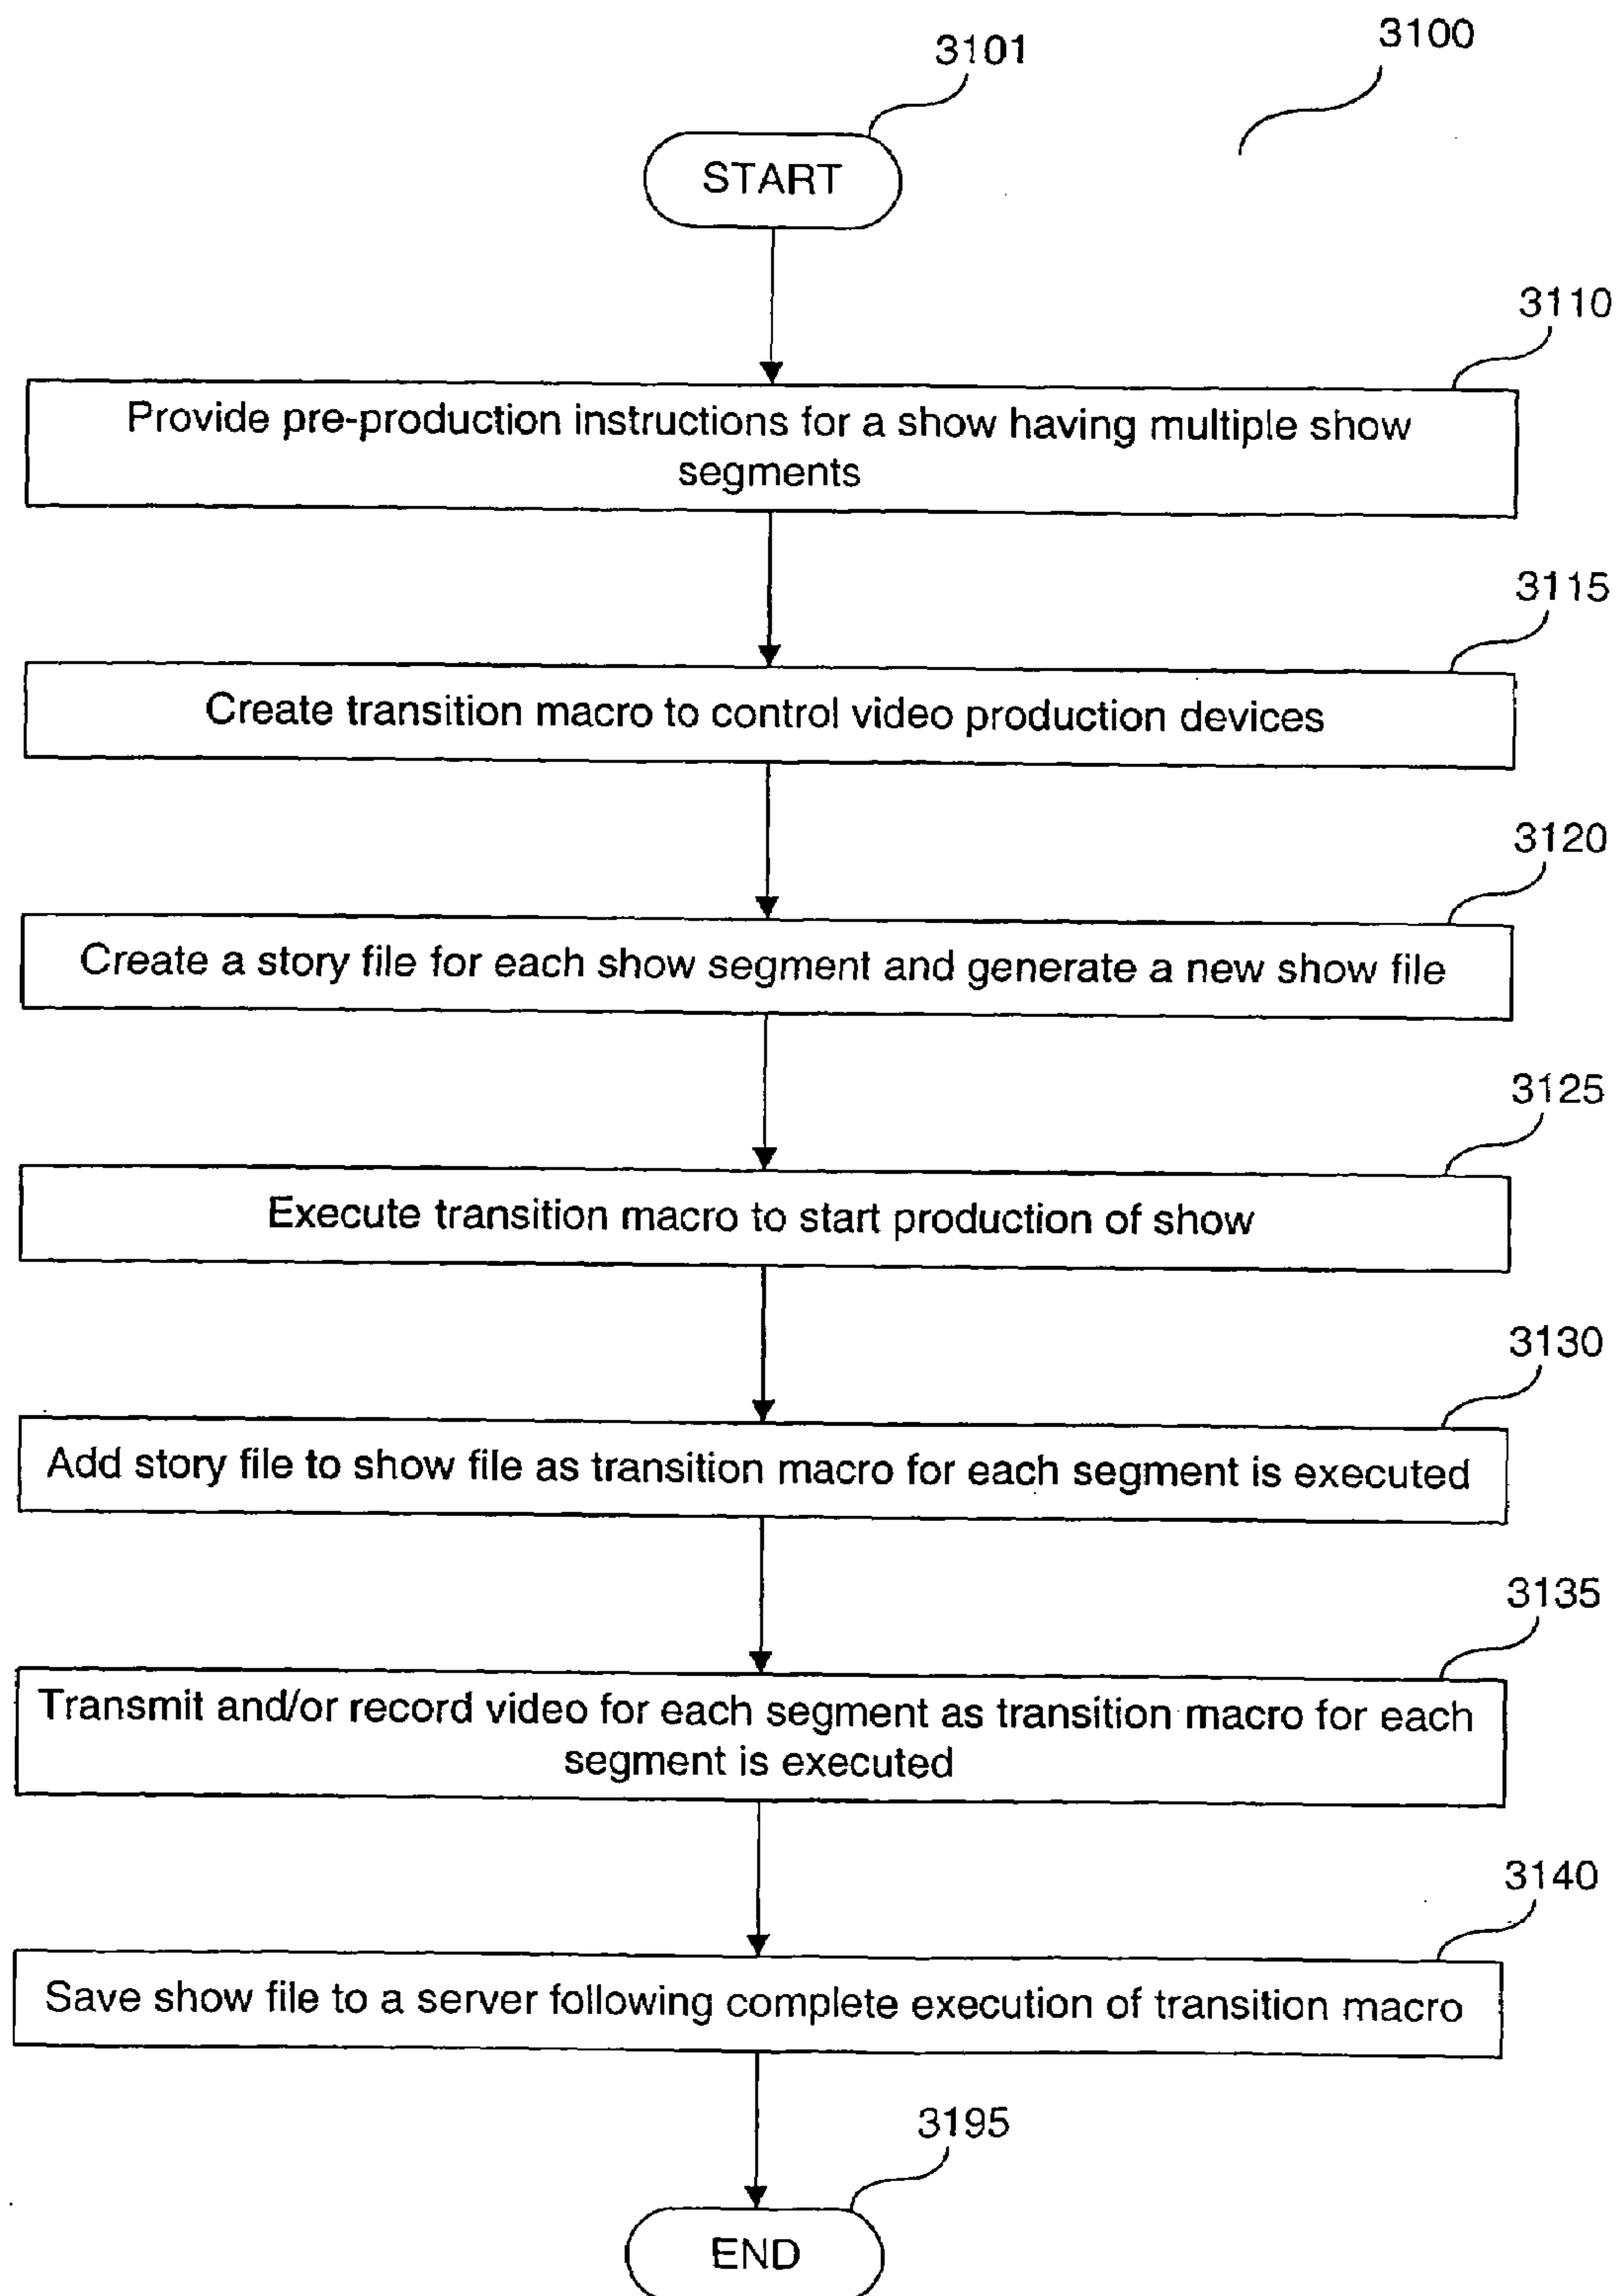 3100
3101
START
3110
Provide pre-production instructions for a show having multiple show
segments
3115
Create transition macro to control video production devices
3120
Create a story file for each show segment and generate a new show file
3125
Execute transition macro to start production of show
3130
Add story file to show file as transition macro for each segment is executed
3135
Transmit and/or record video for each segment as transition macro for each
segment is executed
3140
Save show file to a server following complete execution of transition macro
3195
END